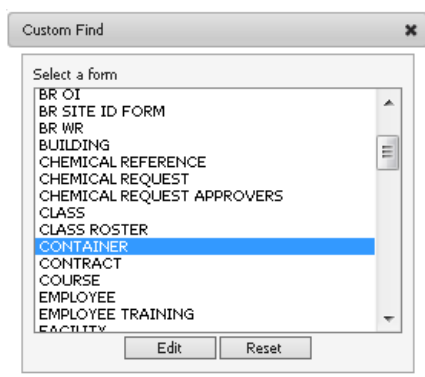 Custom Find
Select a form
BR OI
BR SITE ID FORM
BR WR
BUILDING
CHEMICAL REFERENCE
CHEMICAL REQUEST
CHEMICAL REQUEST APPROVERS
CLASS
CLASS ROSTER
CONTAINER
CONTRACT
COURSE
EMPLOYEE
EMPLOYEE TRAINING
FACILITY
Edit Reset